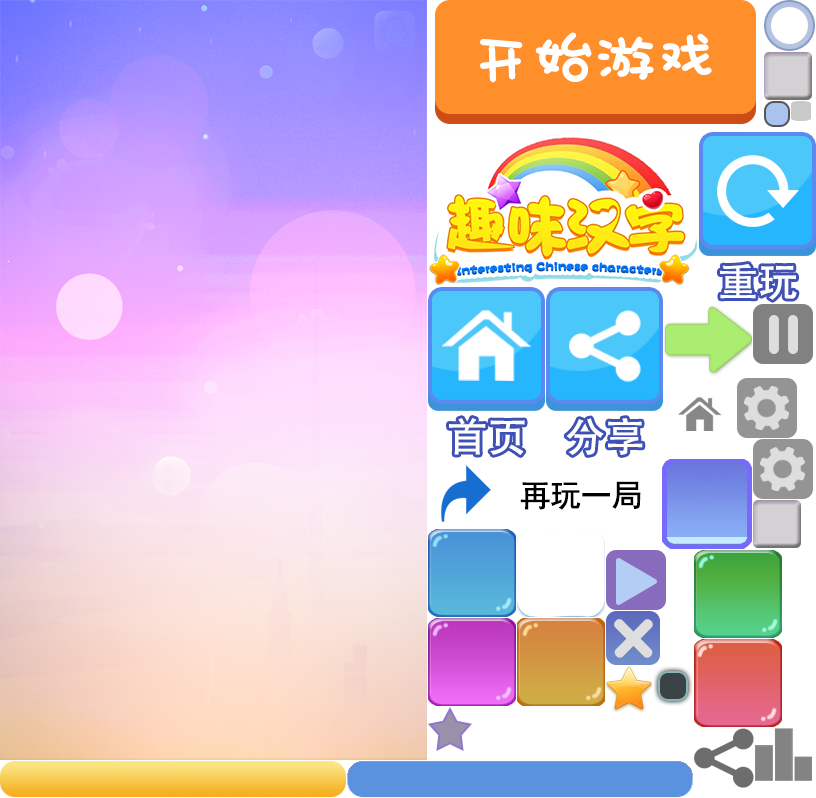 开始游戏
趣味汉字
Interesting Chinese characters
重玩
首页
分享
再玩一局